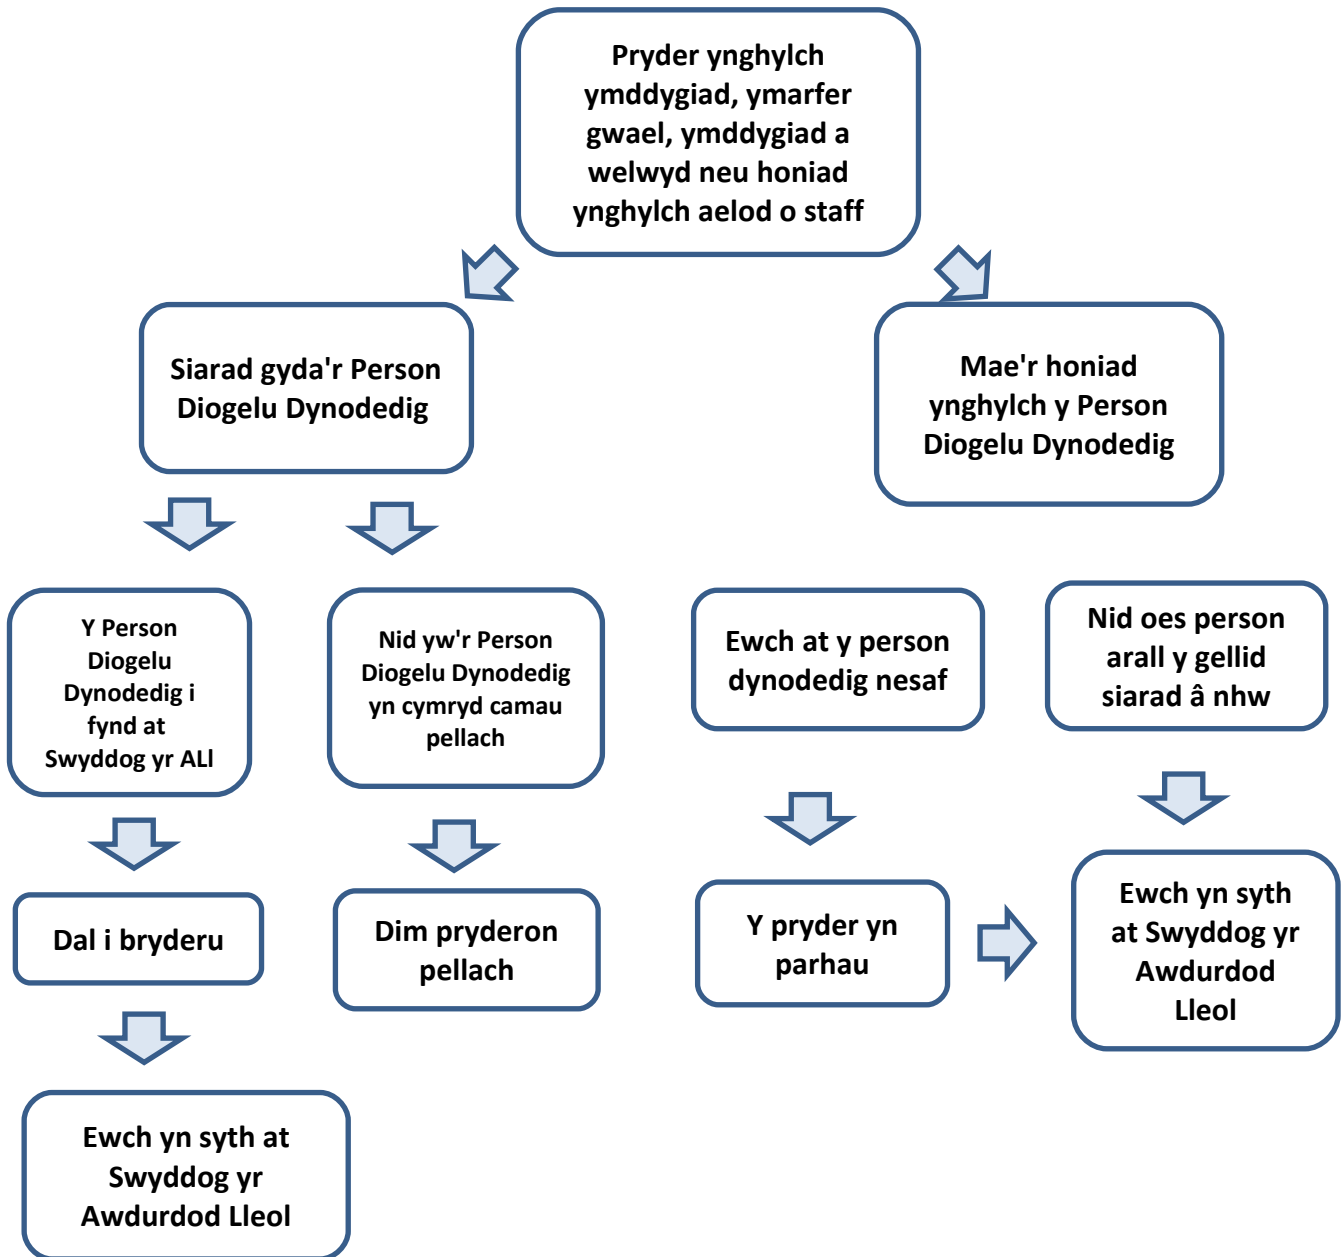 Pryder ynghylch
ymddygiad, ymarfer
gwael, ymddygiad a
welwyd neu honiad
ynghylch aelod o staff
Siarad gyda'r Person
Diogelu Dynodedig
Mae'r honiad
ynghylch y Person
Diogelu Dynodedig
Y Person
Diogelu
Dynodedig i
fynd at
Swyddog yr ALl
Nid yw'r Person
Diogelu Dynodedig
yn cymryd camau
pellach
Ewch at y person
dynodedig nesaf
Nid oes person
arall y gellid
siarad â nhw
Dal i bryderu
Dim pryderon
pellach
Y pryder yn
parhau
Ewch yn syth
at Swyddog yr
Awdurdod
Lleol
Ewch yn syth at
Swyddog yr
Awdurdod Lleol